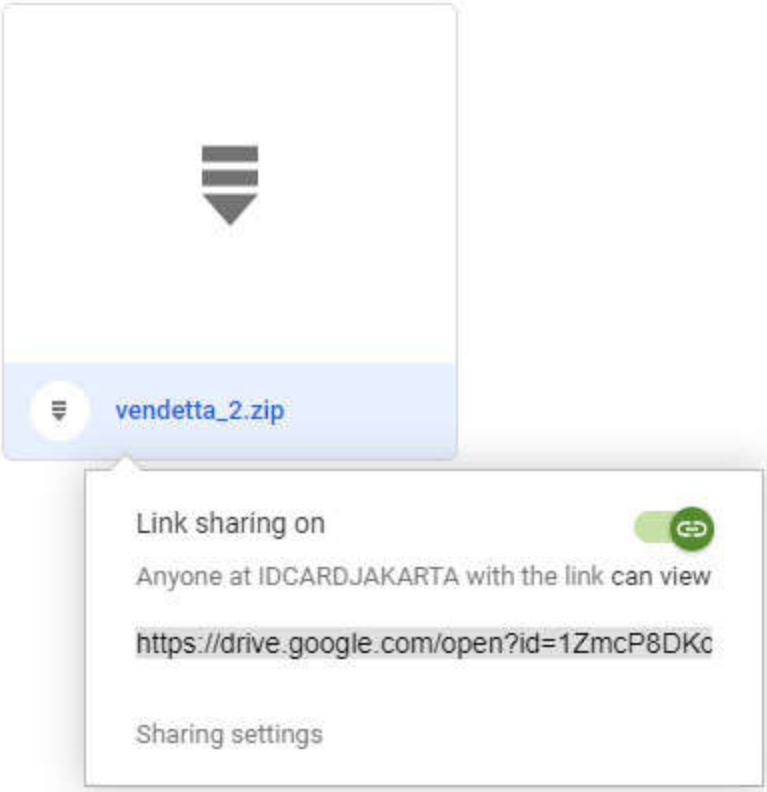 vendetta_2.zip
Link sharing on
Anyone at IDCARDJAKARTA with the link can view
https://drive.google.com/open?id=1ZmcP8DKc
Sharing settings